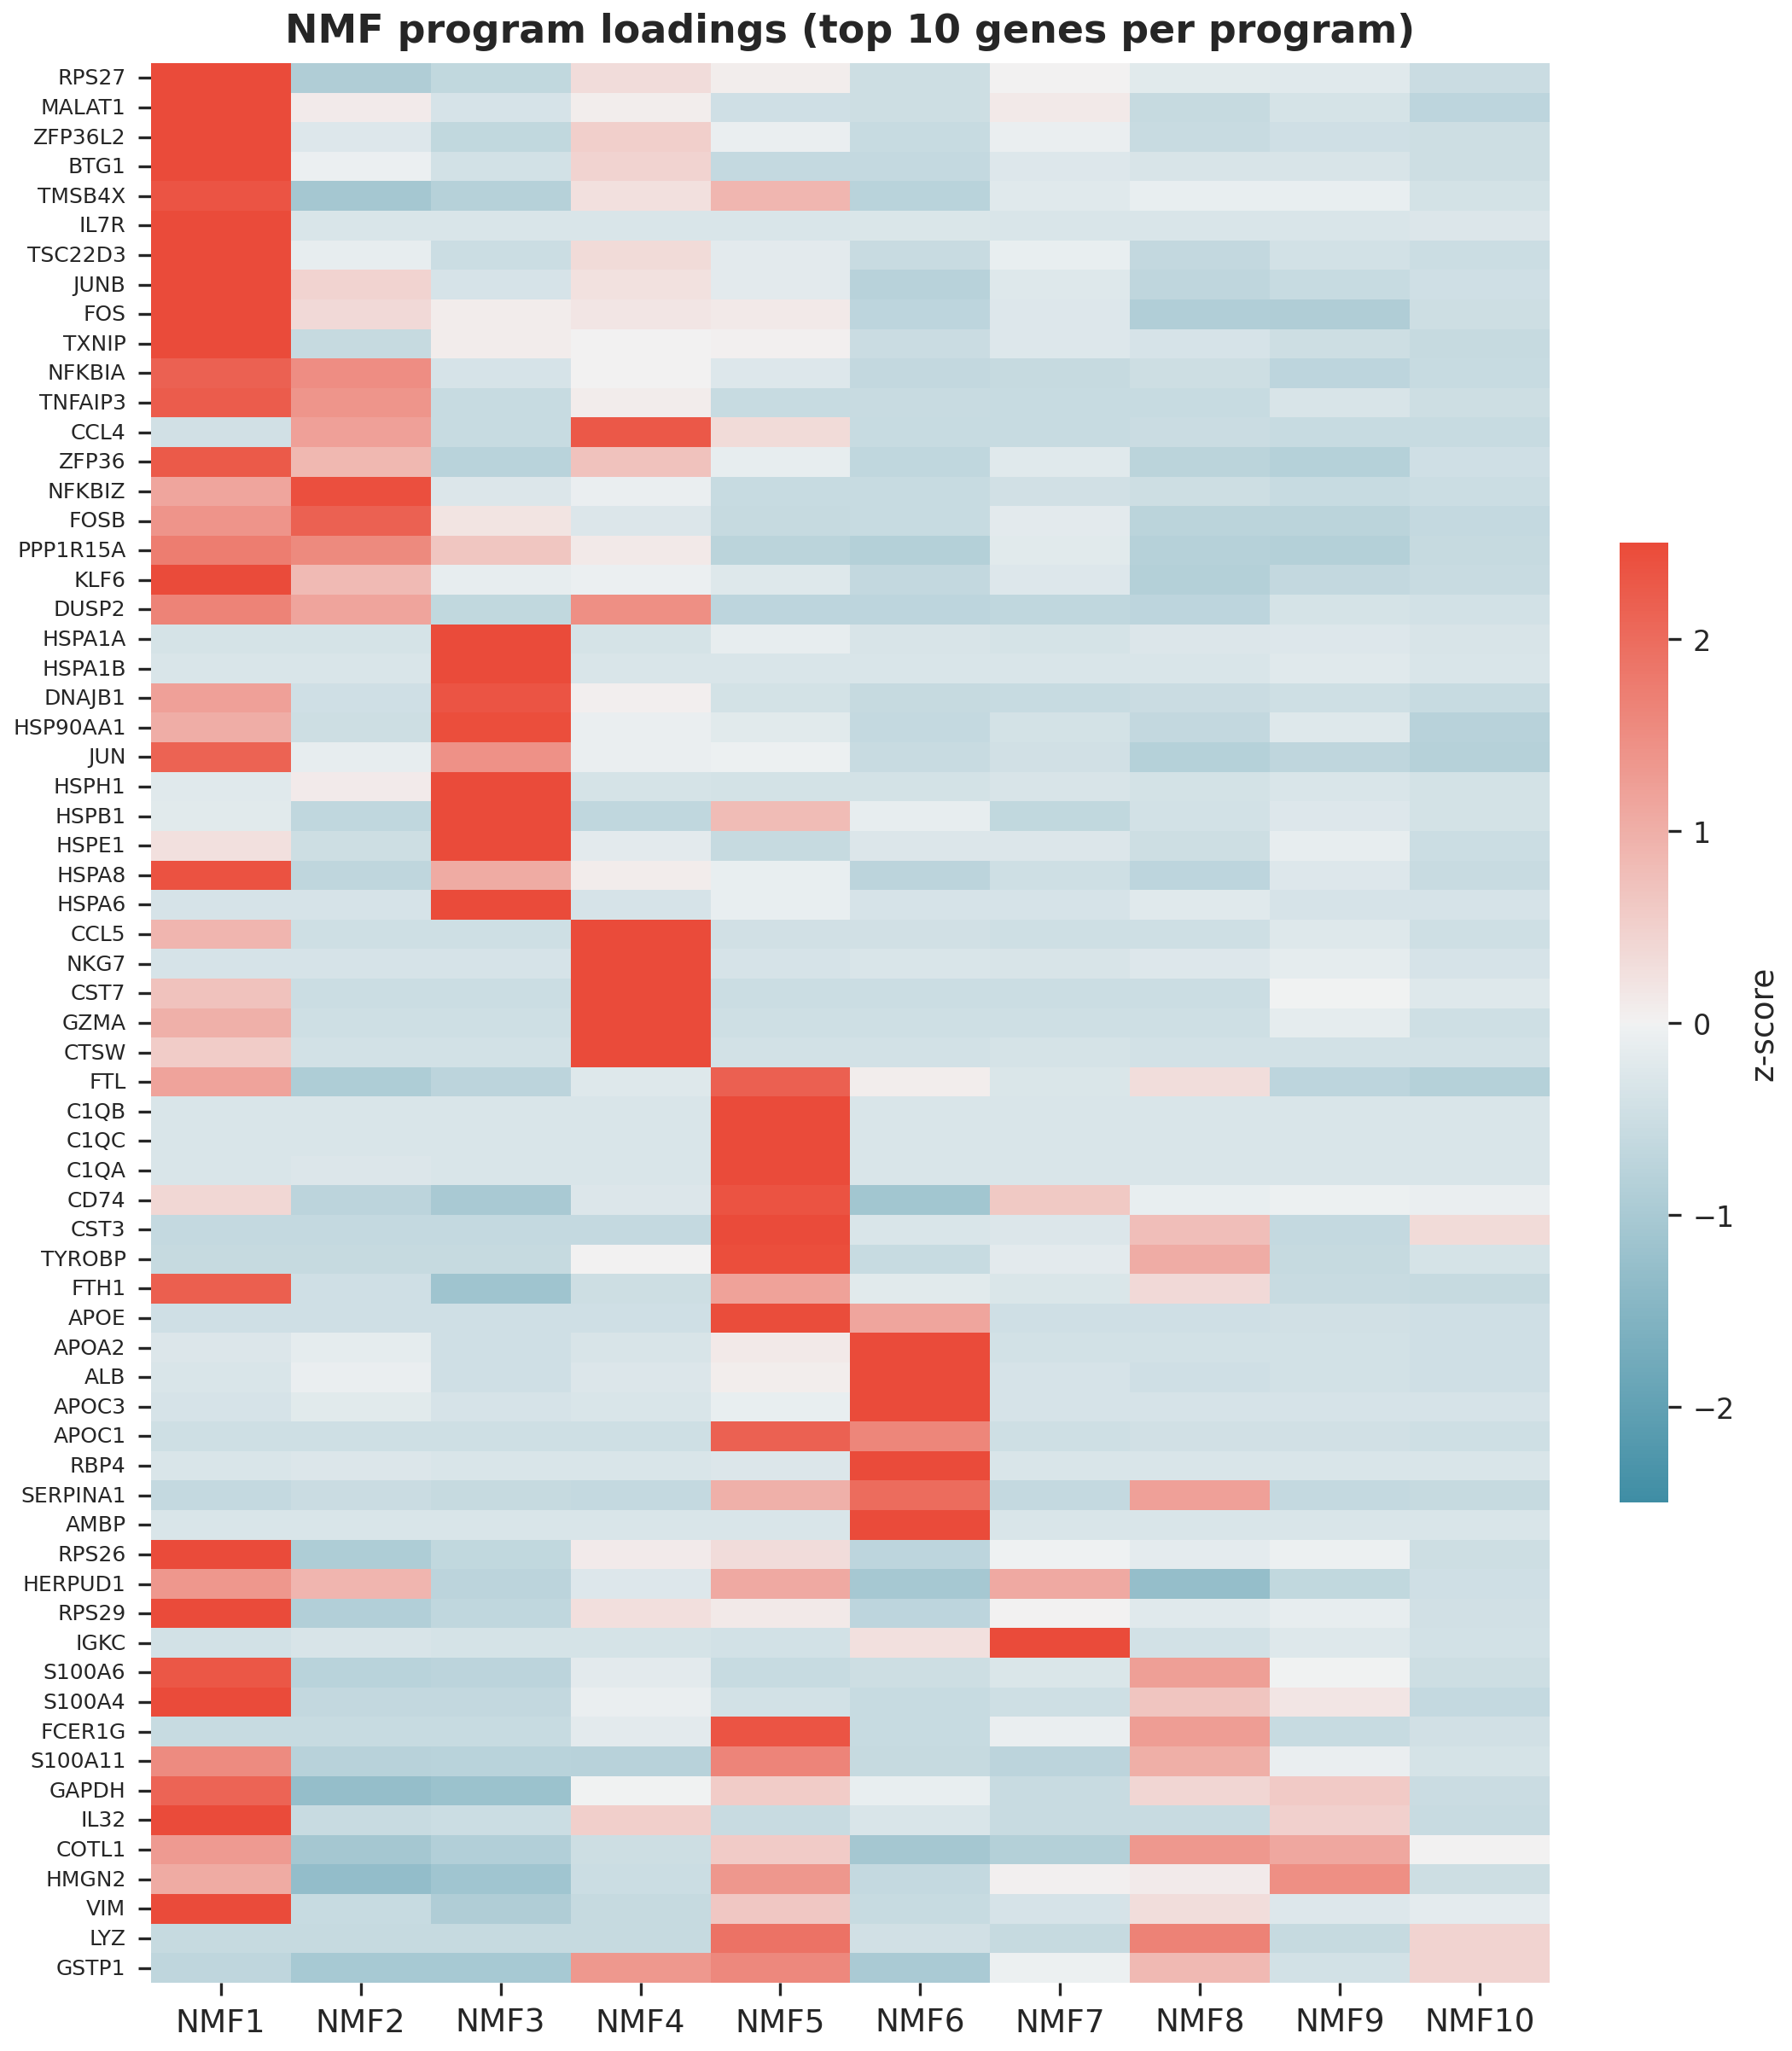 NMF program loadings (top 10 genes per program)
RPS27
MALAT1
ZFP36L2
BTG1
TMSB4X
IL7R
TSC22D3
JUNB
FOS
TXNIP
NFKBIA
TNFAIP3
CCL4
ZFP36
NFKBIZ
FOSB
PPP1R15A
KLF6
DUSP2
HSPA1A
HSPA1B
DNAJB1
HSP90AA1
JUN
HSPH1
HSPB1
HSPE1
HSPA8
HSPA6
CCL5
NKG7
CST7
GZMA
CTSW
FTL
C1QB
C1QC
C1QA
CD74
CST3
TYROBP
FTH1
APOE
APOA2
ALB
APOC3
APOC1
RBP4
SERPINA1
AMBP
RPS26
HERPUD1
RPS29
IGKC
S100A6
S100A4
FCER1G
S100A11
GAPDH
IL32
COTL1
HMGN2
VIM
LYZ
GSTP1
NMF1 NMF2 NMF3 NMF4 NMF5 NMF6 NMF7 NMF8 NMF9 NMF10
2
1
0
−1
−2
z-score